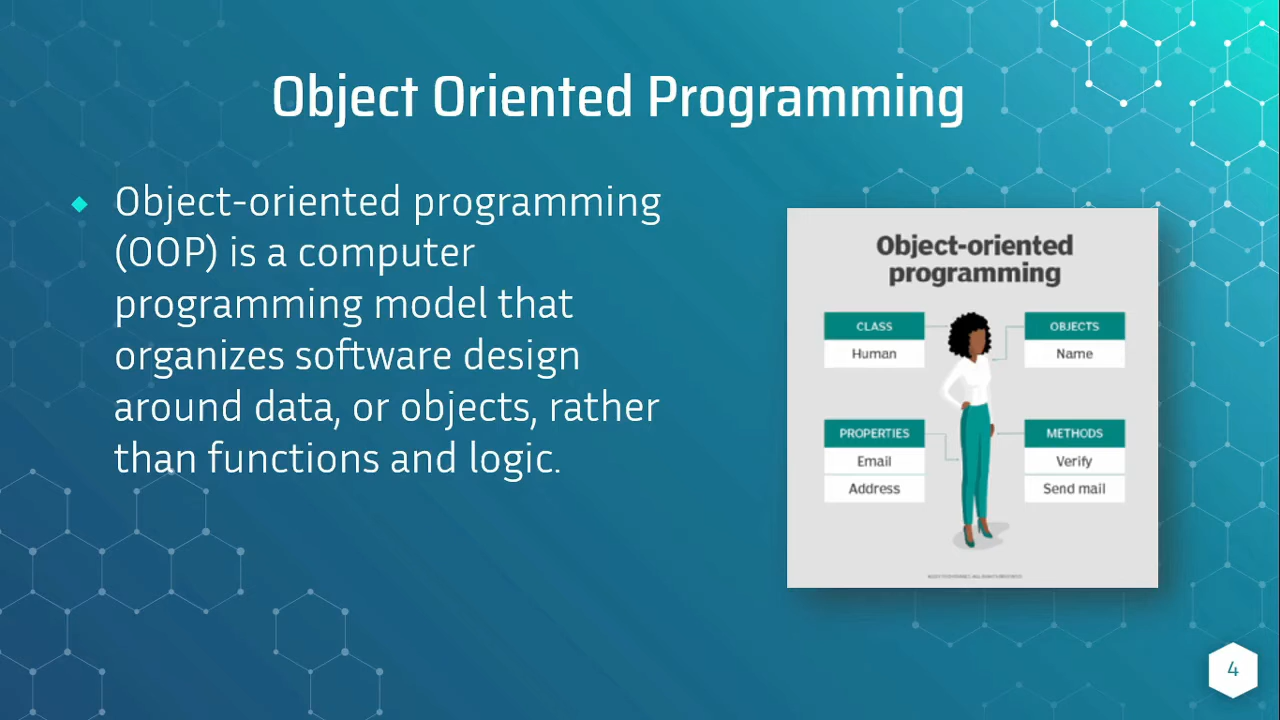 Object Oriented Programming
Object-oriented programming
(OOP) is a computer
programming model that
organizes software design
around data, or objects, rather
than functions and logic.
Object-oriented
programming
CLASS
Human
OBJECTS
Name
PROPERTIES
Email
Address
METHODS
Verify
Send mail
4